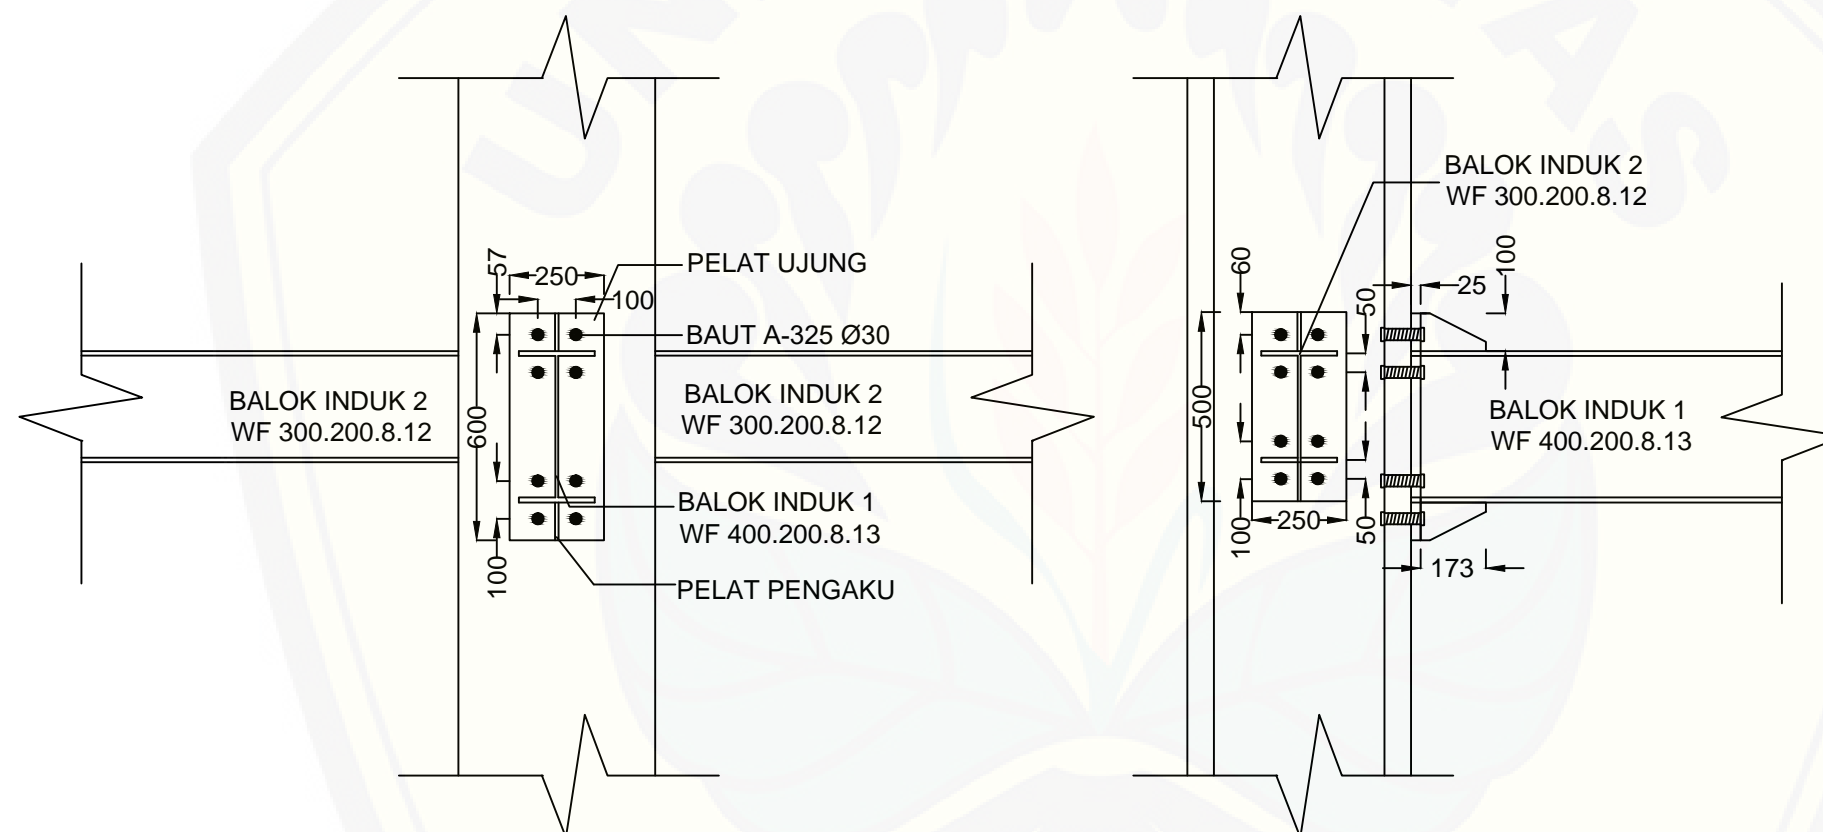 57
250
100
PELAT UJUNG
BAUT A-325 Ø30
BALOK INDUK 2
WF 300.200.8.12
600
BALOK INDUK 2
WF 300.200.8.12
BALOK INDUK 1
WF 400.200.8.13
100
PELAT PENGAKU
BALOK INDUK 2
WF 300.200.8.12
60
100
25
50
500
BALOK INDUK 1
WF 400.200.8.13
100
250
50
173